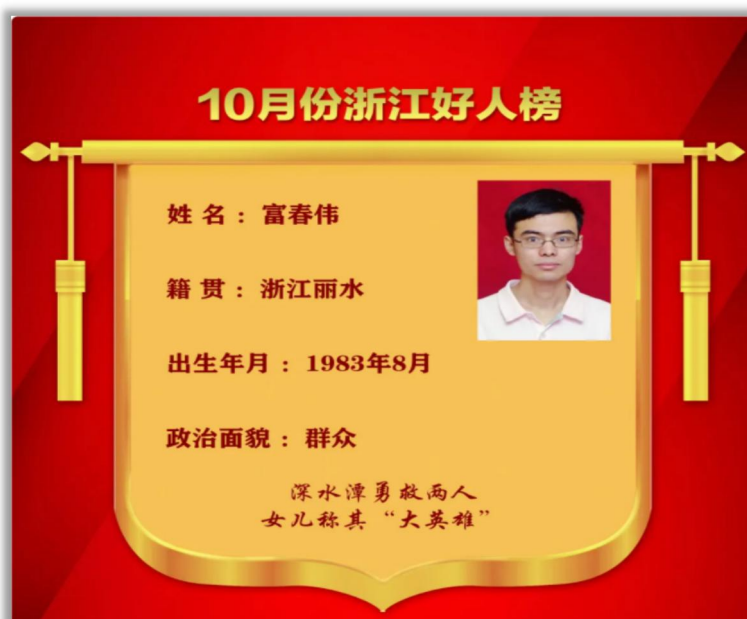 10月份浙江好人榜
姓 名 ： 富春伟
籍 贯 ： 浙江丽水
出生年月 ： 1983年8月
政治面貌 ： 群众
深水潭勇救两人
女儿称其“大英雄”